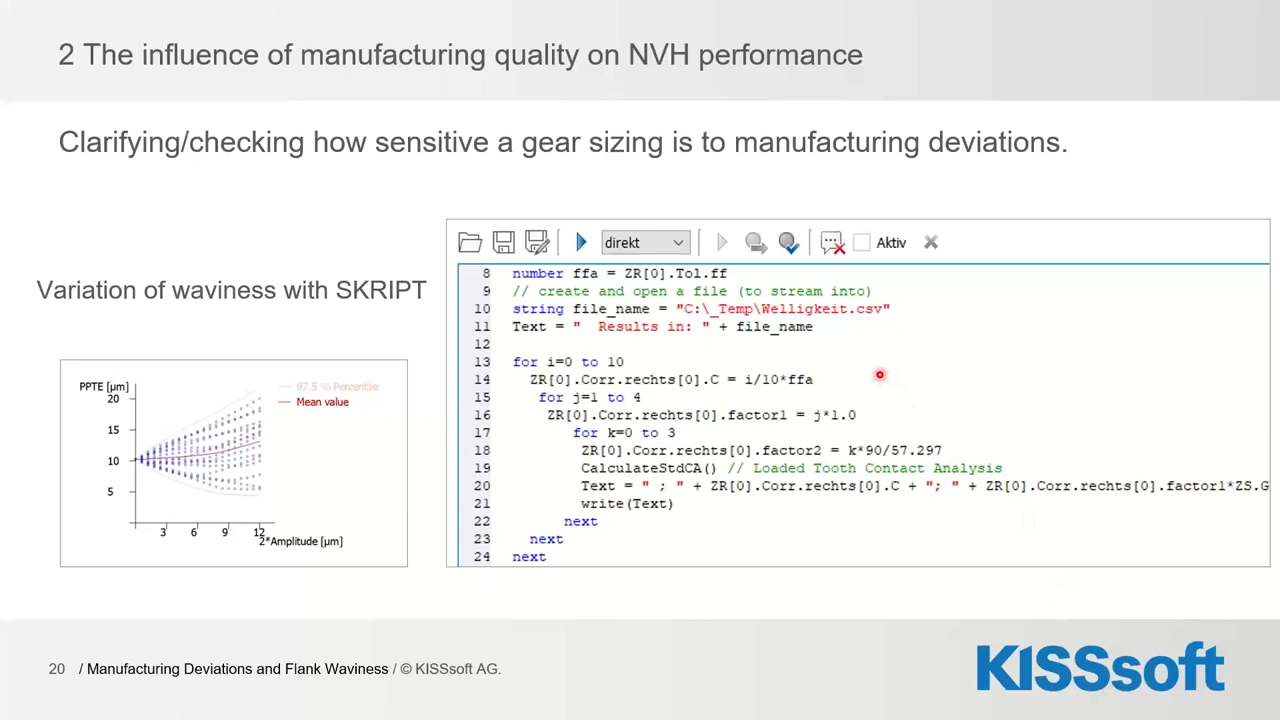 2 The influence of manufacturing quality on NVH performance
Clarifying/checking how sensitive a gear sizing is to manufacturing deviations.
Variation of waviness with SKRIPT
PPTE [µm]
97.5 % Percentile
Mean value
20
15
10
5
3 6 9 12
2*Amplitude [µm]
direkt
Aktiv
8 number ffa = ZR[0].Tol.ff
9 // create and open a file (to stream into)
10 string file_name = "C:\_Temp\Welligkeit.csv"
11 Text = "  Results in: " + file_name
12
13 for i=0 to 10
14 ZR[0].Corr.rechts[0].C = i/10*ffa
15 for j=1 to 4
16 ZR[0].Corr.rechts[0].factor1 = j*1.0
17 for k=0 to 3
18 ZR[0].Corr.rechts[0].factor2 = k*90/57.297
19 CalculateStdCA() // Loaded Tooth Contact Analysis
20 Text = " ; " + ZR[0].Corr.rechts[0].C + "; " + ZR[0].Corr.rechts[0].factor1*ZS.G
21 write(Text)
22 next
23 next
24 next
20 / Manufacturing Deviations and Flank Waviness / © KISSsoft AG.
KISSsoft